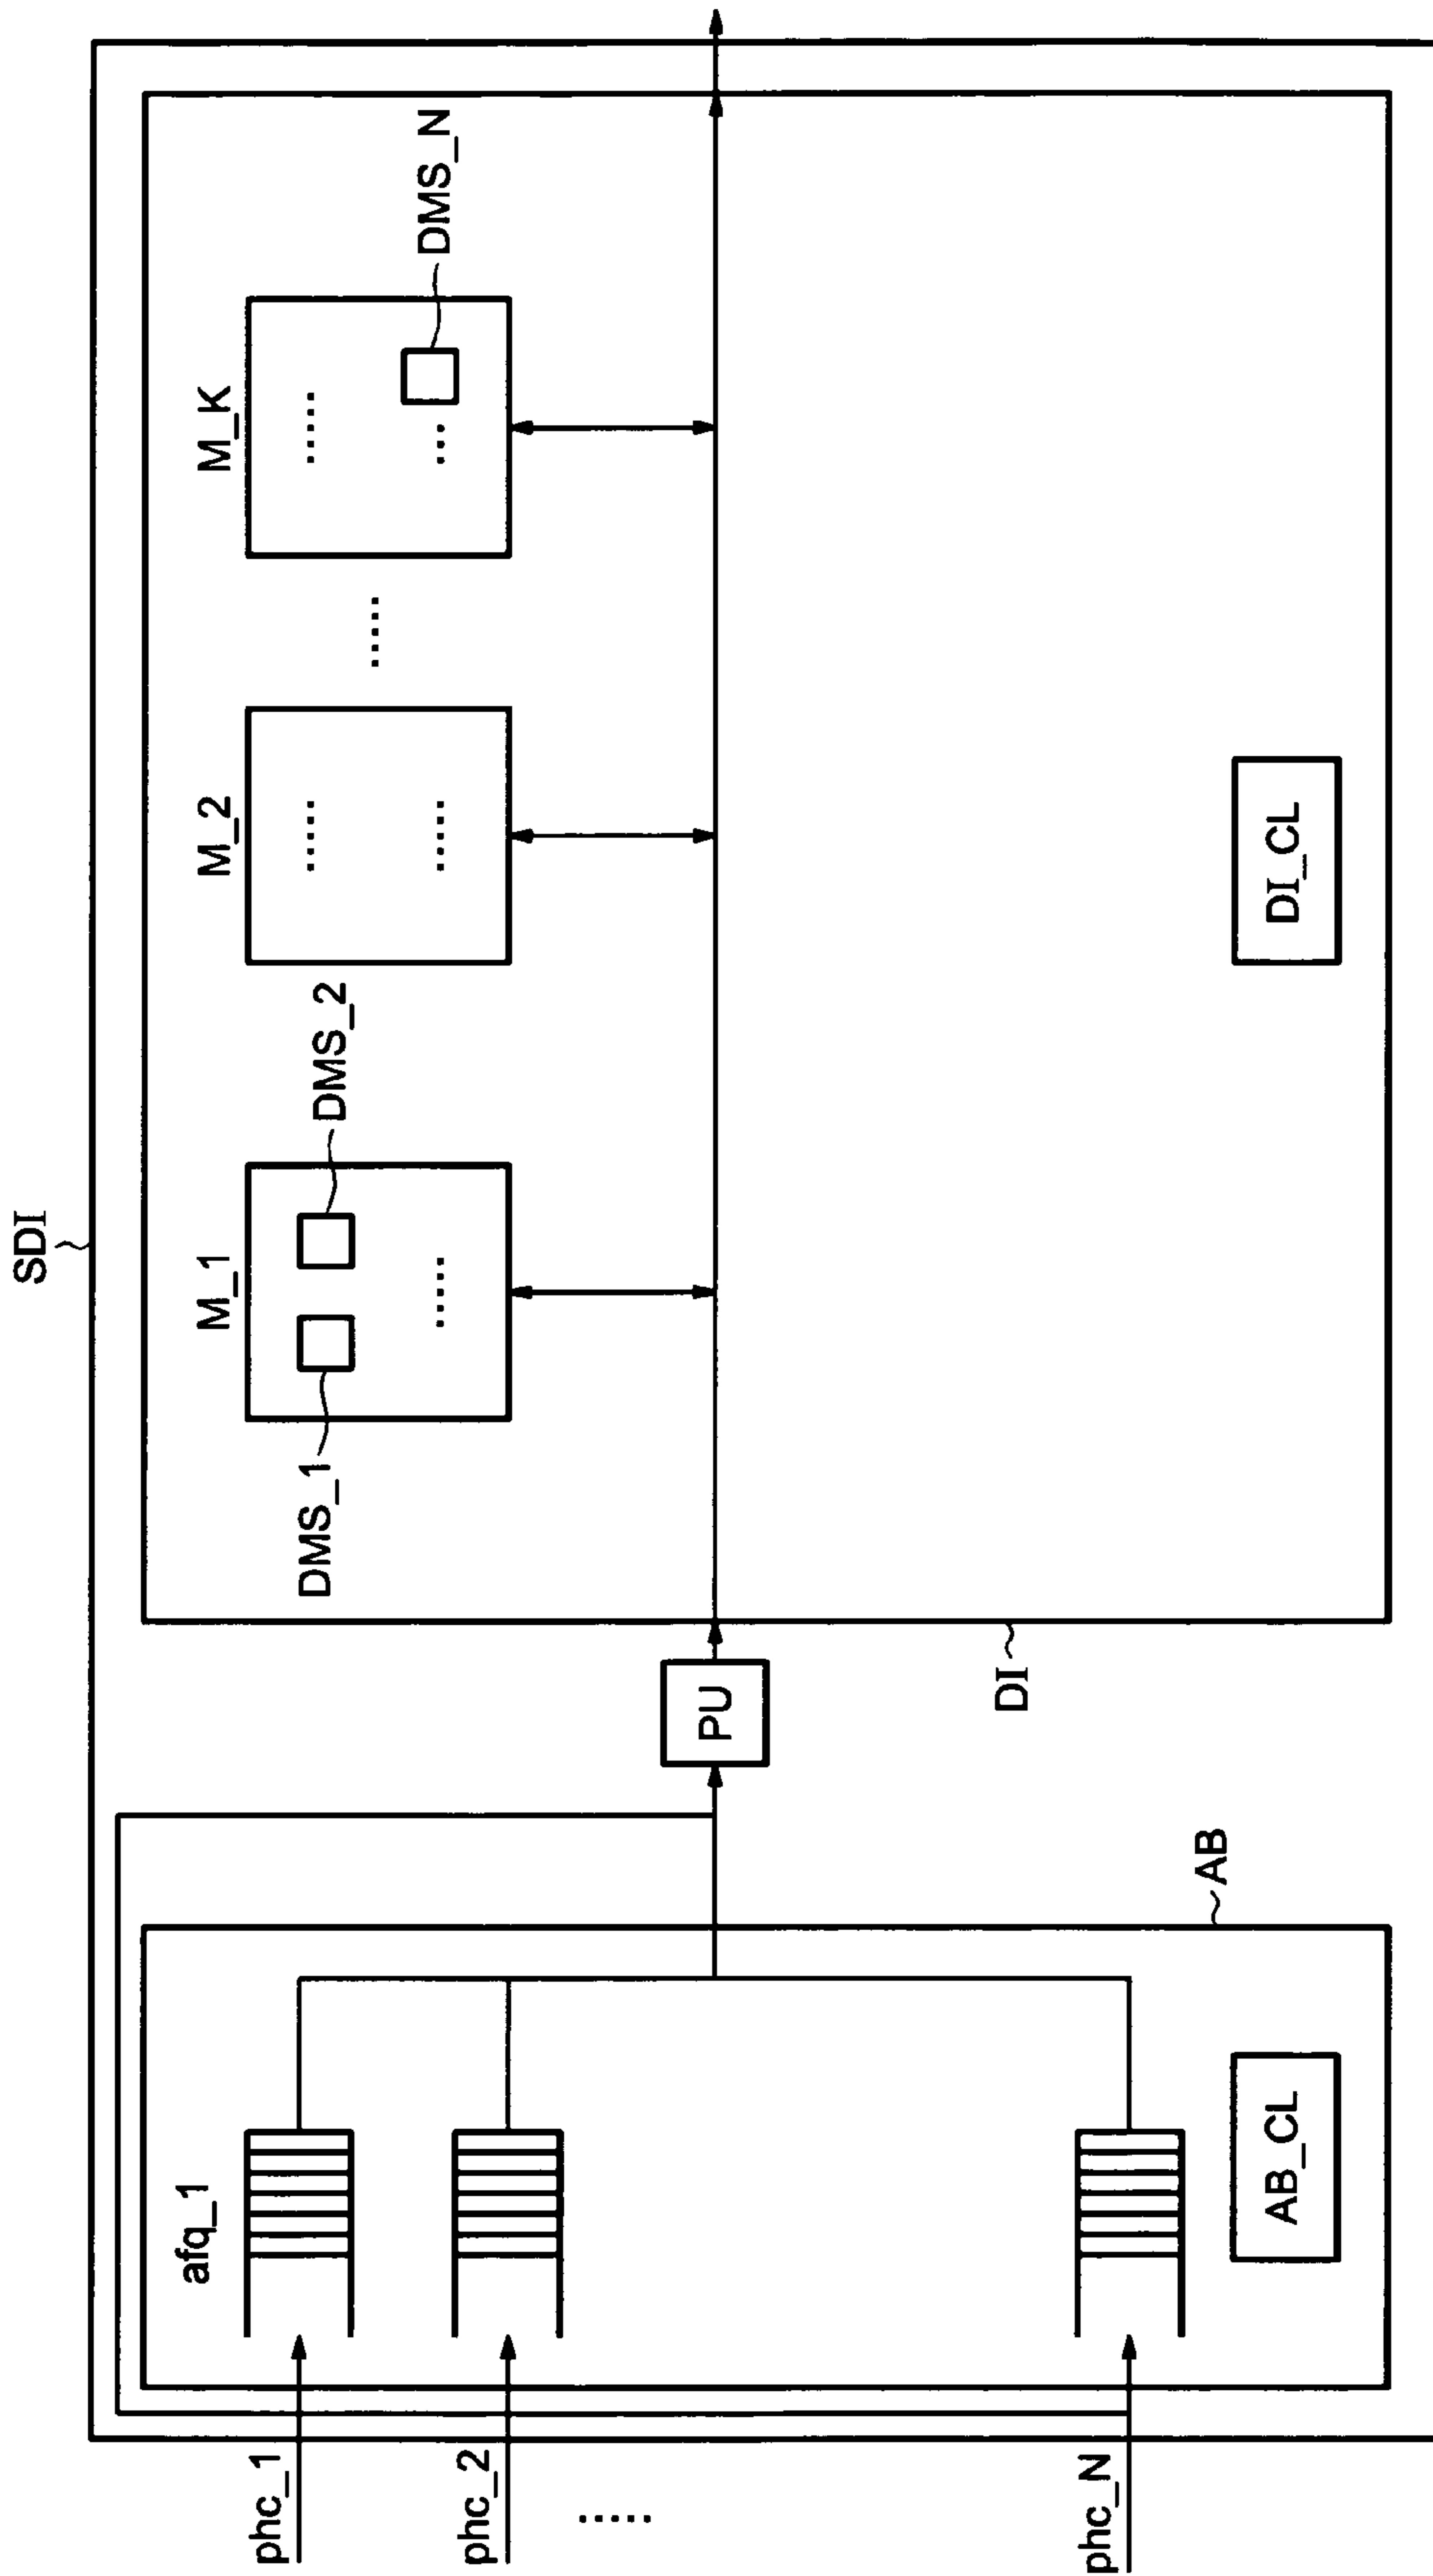 SDI
phc_1
phc_2
.....
phc_N
afq_1
AB_CL
AB
PU
DI
M_1
DMS_1
DMS_2
.....
M_2
.....
.....
.....
M_K
.....
...
DMS_N
DI_CL